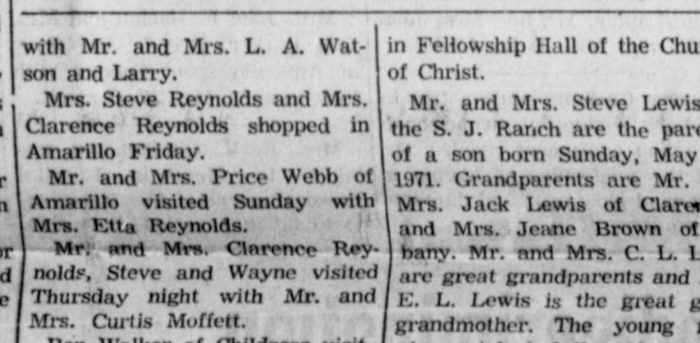 with Mr. and Mrs. L. A. Wat-
son and Larry.
Mrs. Steve Reynolds and Mrs.
Clarence Reynolds shopped in
Amarillo Friday.
Mr. and Mrs. Price Webb of
Amarillo visited Sunday with
Mrs. Etta Reynolds.
Mr. and Mrs. Clarence Rey-
nolds, Steve and Wayne visited
Thursday night with Mr. and
Mrs. Curtis Moffett.
in Fellowship Hall of the Chu
of Christ.
Mr. and Mrs. Steve Lewis
the S. J. Ranch are the pare
of a son born Sunday, May
1971. Grandparents are Mr.
Mrs. Jack Lewis of Clare
and Mrs. Jeane Brown of
bany. Mr. and Mrs. C. L. L
are great grandparents and
E. L. Lewis is the great g
grandmother. The young